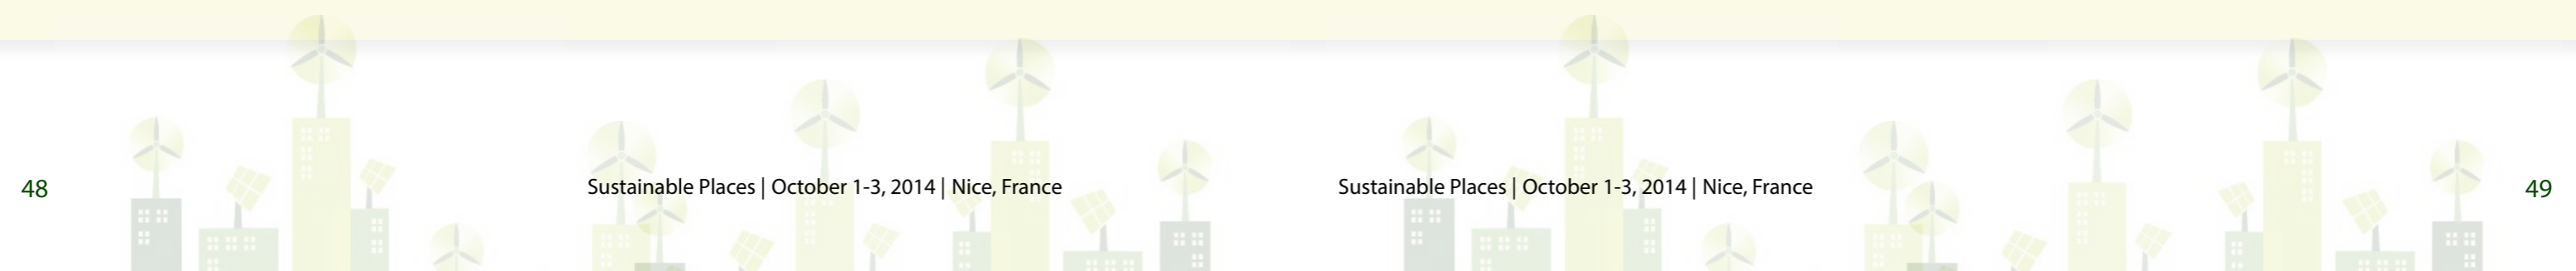 48
Sustainable Places | October 1-3, 2014 | Nice, France
Sustainable Places | October 1-3, 2014 | Nice, France
49